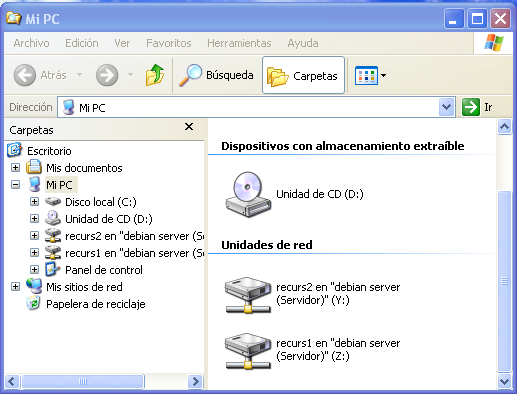 Mi PC
Archivo Edición Ver Favoritos Herramientas Ayuda
Atrás Búsqueda Carpetas
Dirección Mi PC Ir
Carpetas
Escritorio
Mis documentos
Mi PC
Disco local (C:)
Unidad de CD (D:)
recurs2 en "debian server (S
recurs1 en "debian server (S
Panel de control
Mis sitios de red
Papelera de reciclaje
Dispositivos con almacenamiento extraíble
Unidad de CD (D:)
Unidades de red
recurs2 en "debian server
(Servidor)" (Y:)
recurs1 en "debian server
(Servidor)" (Z:)